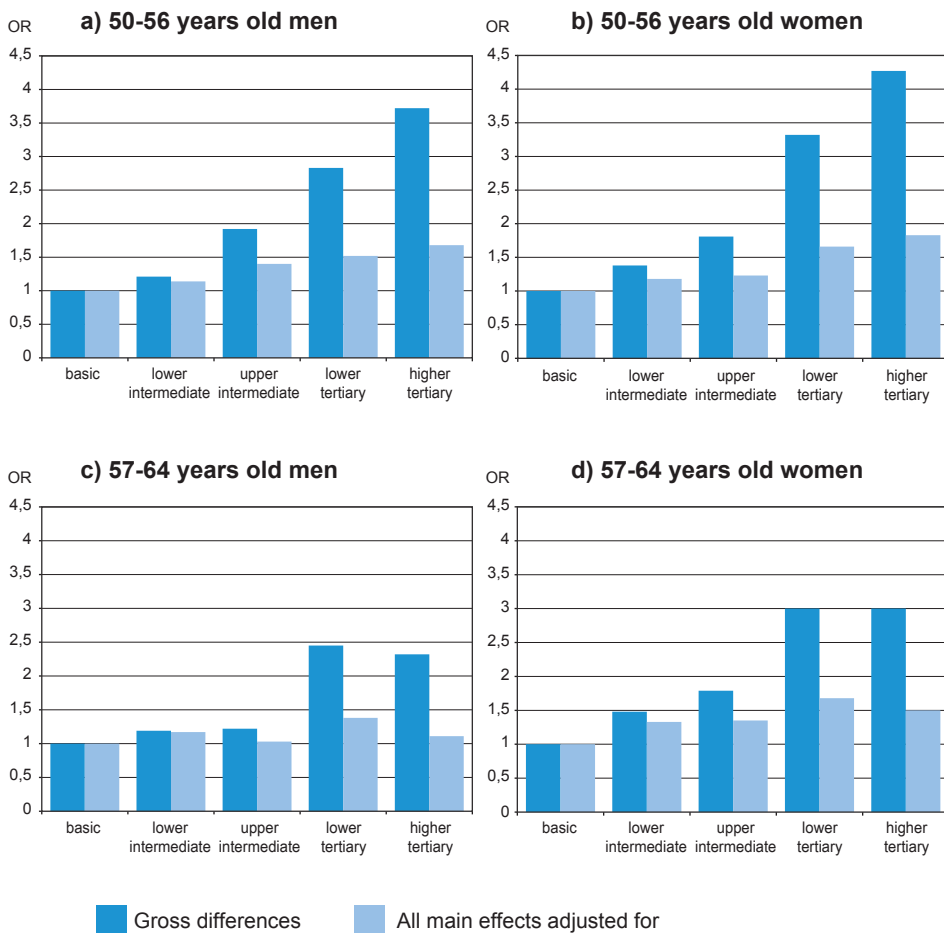 a) 50-56 years old men
OR
4,5
4
3,5
3
2,5
2
1,5
1
0,5
0
basic
lower intermediate
upper intermediate
lower tertiary
higher tertiary
b) 50-56 years old women
OR
4,5
4
3,5
3
2,5
2
1,5
1
0,5
0
basic
lower intermediate
upper intermediate
lower tertiary
higher tertiary
c) 57-64 years old men
OR
4,5
4
3,5
3
2,5
2
1,5
1
0,5
0
basic
lower intermediate
upper intermediate
lower tertiary
higher tertiary
d) 57-64 years old women
OR
4,5
4
3,5
3
2,5
2
1,5
1
0,5
0
basic
lower intermediate
upper intermediate
lower tertiary
higher tertiary
Gross differences
All main effects adjusted for